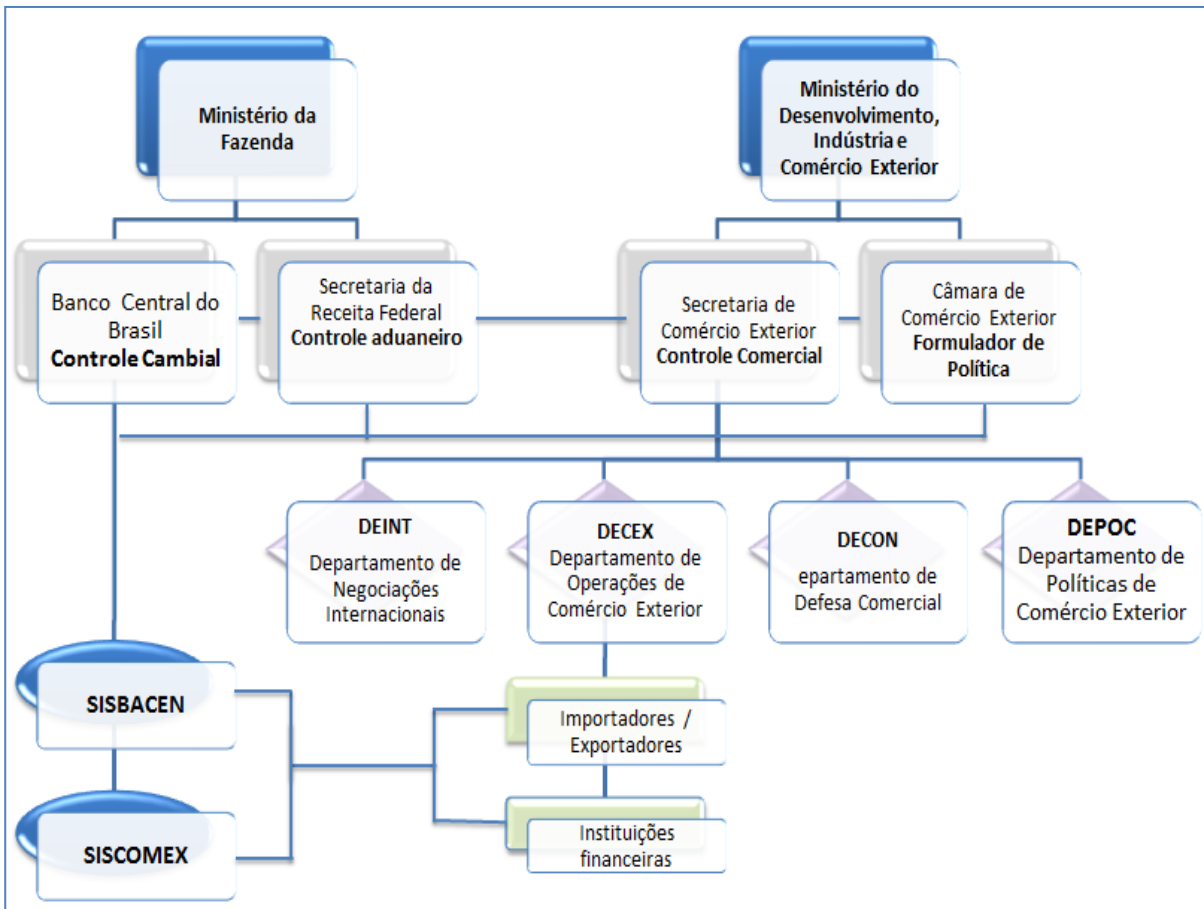 Ministério da
Fazenda
Ministério do
Desenvolvimento,
Indústria e
Comércio Exterior
Banco Central do
Brasil
Controle Cambial
Secretaria da
Receita Federal
Controle aduaneiro
Secretaria de
Comércio Exterior
Controle Comercial
Câmara de
Comércio Exterior
Formulador de
Política
DEINT
Departamento de
Negociações
Internacionais
DECEX
Departamento de
Operações de
Comércio Exterior
DECON
epartamento de
Defesa Comercial
DEPOC
Departamento de
Políticas de
Comércio Exterior
SISBACEN
Importadores /
Exportadores
SISCOMEX
Instituições
financeiras